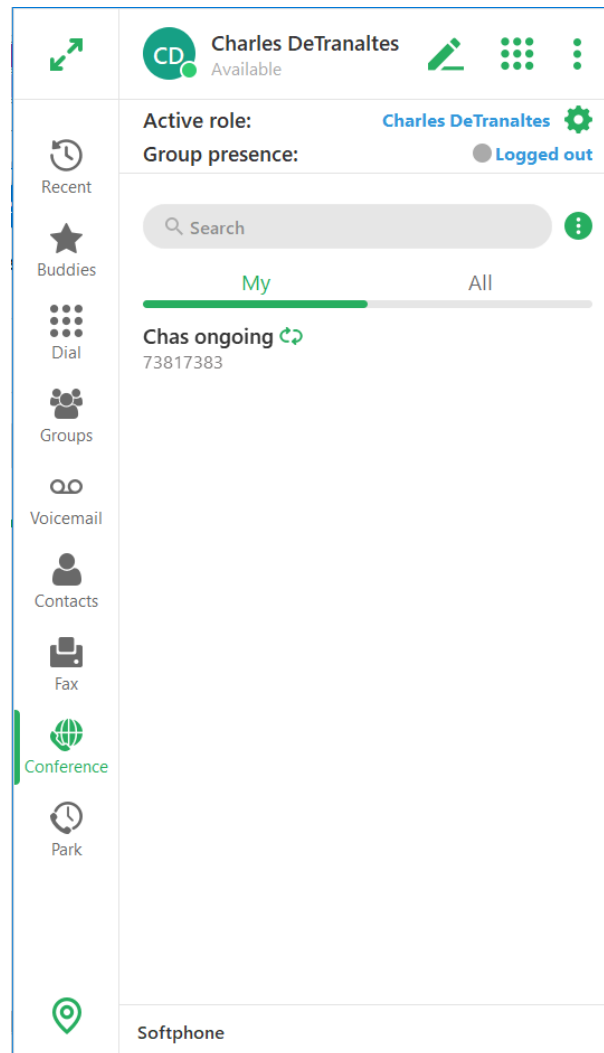 CD
Charles DeTranaltes
Available
Active role:
Charles DeTranaltes
Group presence:
Logged out
Recent
Buddies
Dial
Groups
Voicemail
Contacts
Fax
Conference
Park
Search
My
All
Chas ongoing
73817383
Softphone